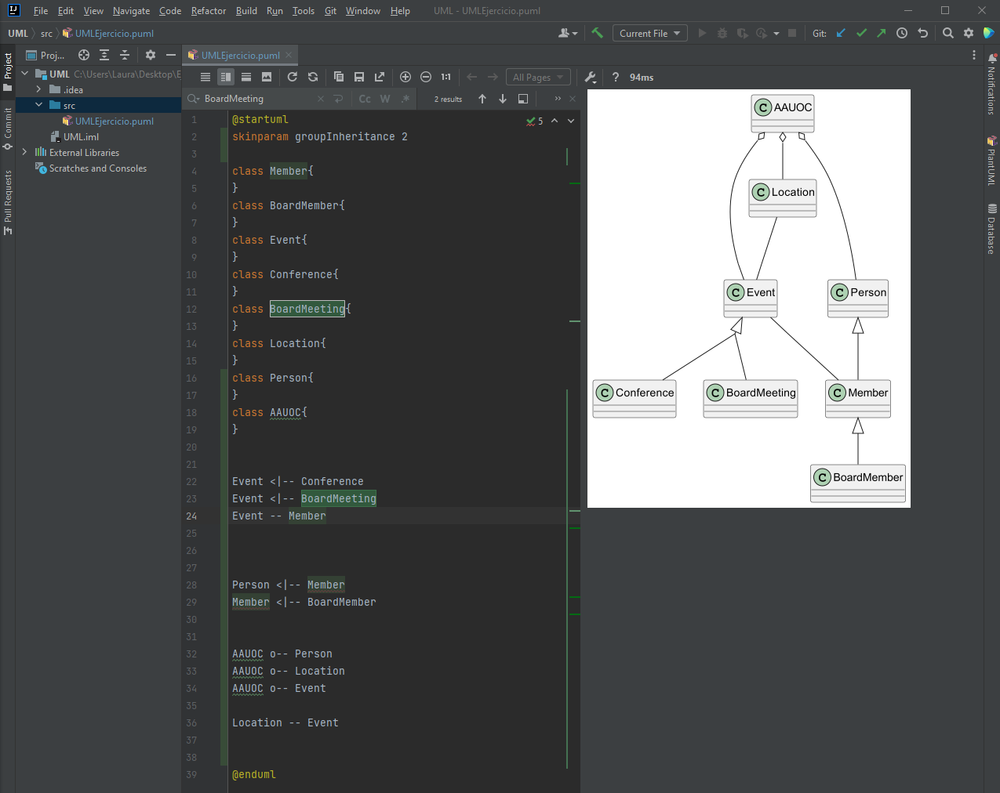 File Edit View Navigate Code Refactor Build Run Tools Git Window Help UML - UMLEjercicio.puml
UML src UMLEjercicio.puml Current File Git:
Project
Commit
Pull Requests
Proj...
UML C:\Users\Laura\Desktop\E
.idea
src
UMLEjercicio.puml
UML.iml
External Libraries
Scratches and Consoles
UMLEjercicio.puml
1:1 All Pages ? 94ms
BoardMeeting Cc W .* 2 results
5
1 @startuml
2 skinparam groupInheritance 2
3
4 class Member{
5 }
6 class BoardMember{
7 }
8 class Event{
9 }
10 class Conference{
11 }
12 class BoardMeeting{
13 }
14 class Location{
15 }
16 class Person{
17 }
18 class AAUOC{
19 }
20
21
22 Event <|-- Conference
23 Event <|-- BoardMeeting
24 Event -- Member
25
26
27
28 Person <|-- Member
29 Member <|-- BoardMember
30
31
32 AAUOC o-- Person
33 AAUOC o-- Location
34 AAUOC o-- Event
35
36 Location -- Event
37
38
39 @enduml
C AAUOC
C Location
C Event
C Person
C Conference
C BoardMeeting
C Member
C BoardMember
Notifications
PlantUML
Database